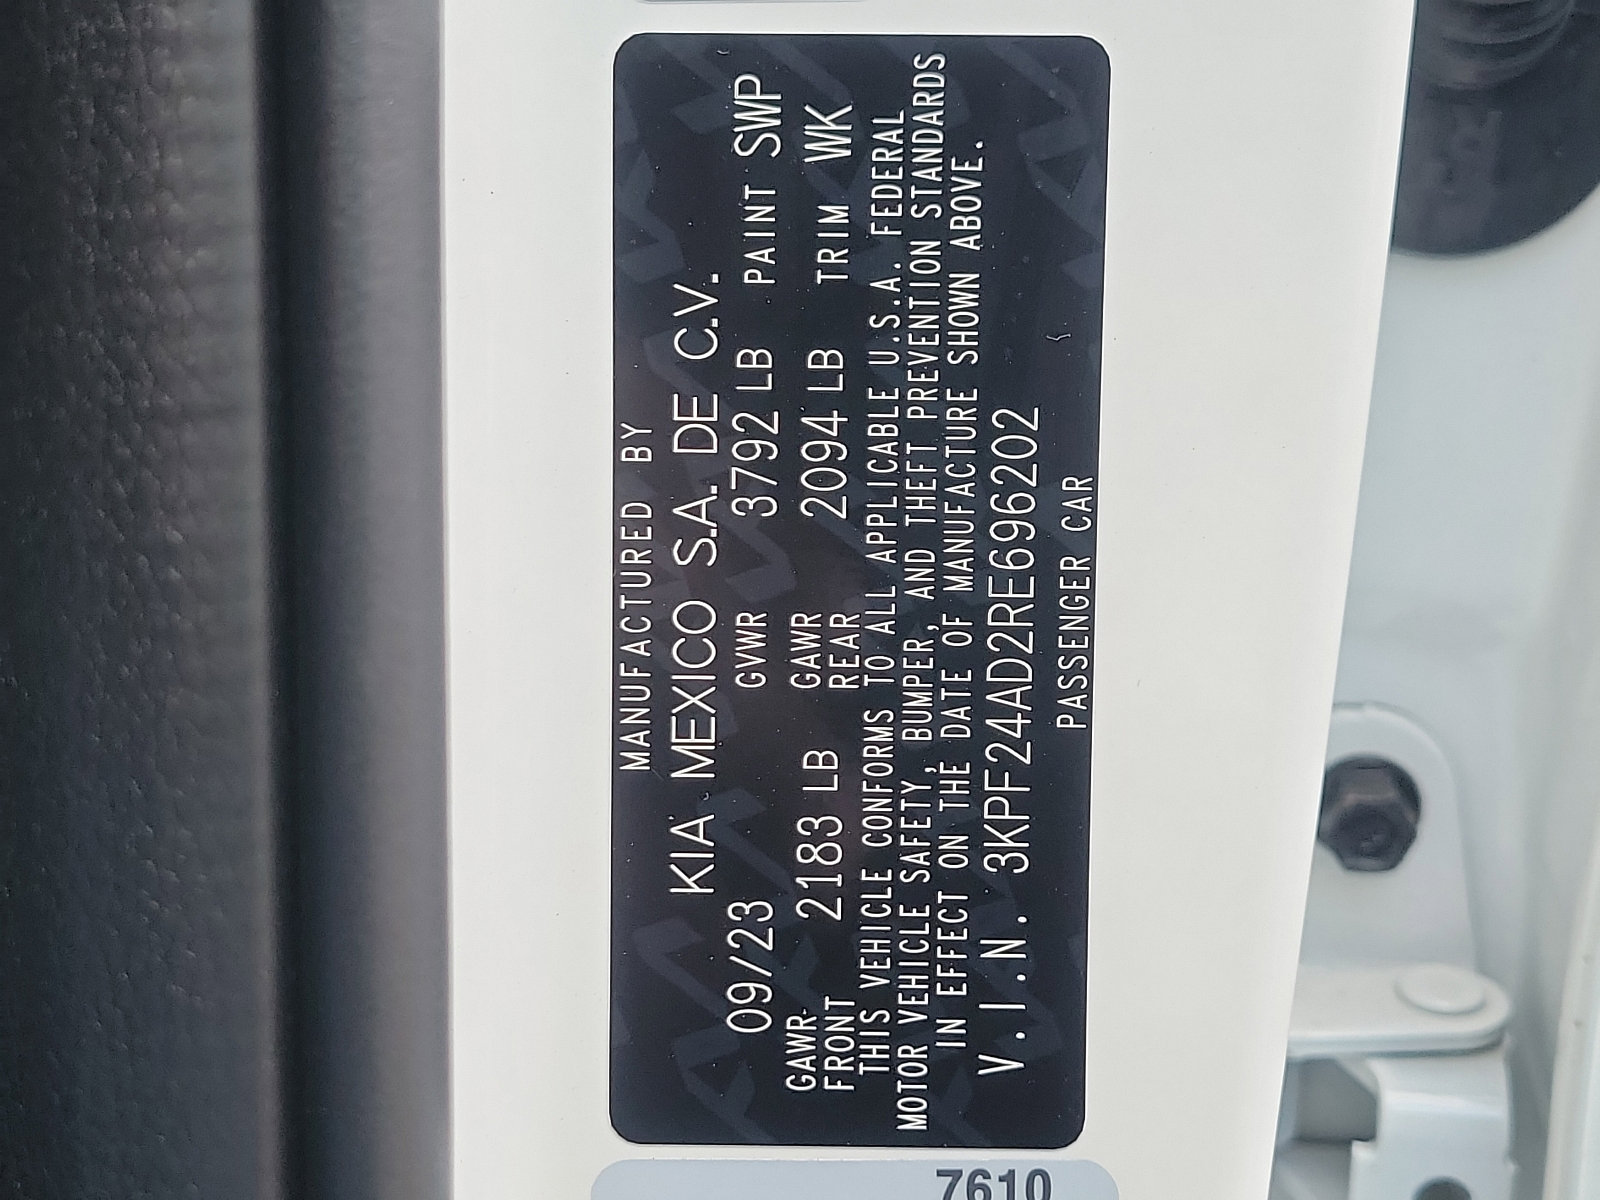 MANUFACTURED BY
KIA MEXICO S.A. DE C.V.
09/23 GVWR 3792 LB PAINT SWP
GAWR FRONT 2183 LB GAWR REAR 2094 LB TRIM WK
THIS VEHICLE CONFORMS TO ALL APPLICABLE U.S.A. FEDERAL
MOTOR VEHICLE SAFETY, BUMPER, AND THEFT PREVENTION STANDARDS
IN EFFECT ON THE DATE OF MANUFACTURE SHOWN ABOVE.
V.I.N. 3KPF24AD2RE696202
PASSENGER CAR
7610